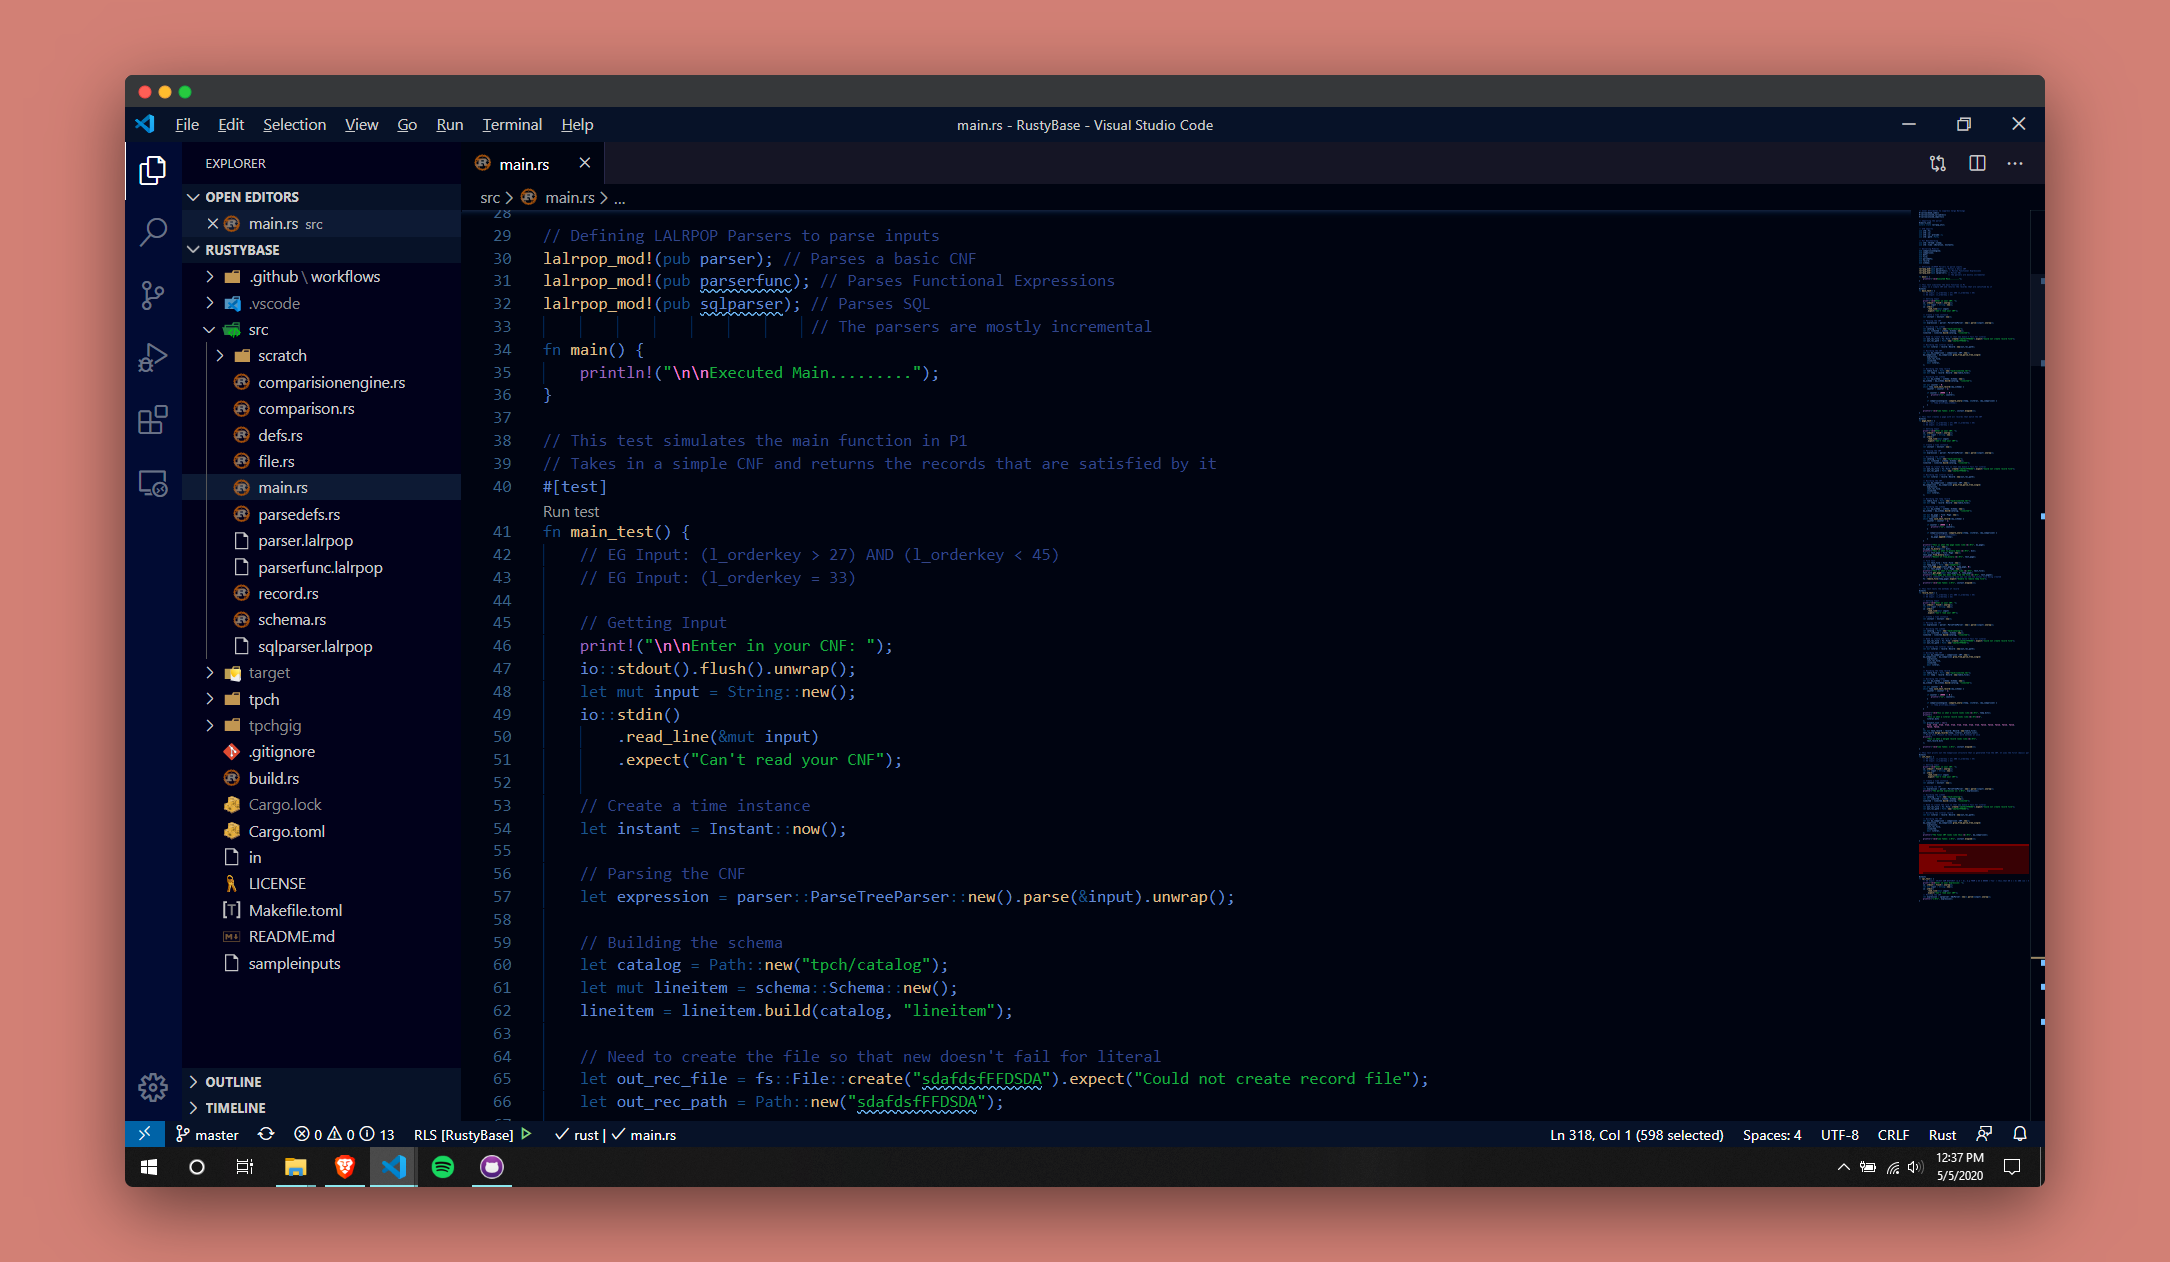 File Edit Selection View Go Run Terminal Help
main.rs - RustyBase - Visual Studio Code
EXPLORER
OPEN EDITORS
main.rs src
RUSTYBASE
.github \ workflows
.vscode
src
scratch
comparisionengine.rs
comparison.rs
defs.rs
file.rs
main.rs
parsedefs.rs
parser.lalrpop
parserfunc.lalrpop
record.rs
schema.rs
sqlparser.lalrpop
target
tpch
tpchgig
.gitignore
build.rs
Cargo.lock
Cargo.toml
in
LICENSE
Makefile.toml
README.md
sampleinputs
OUTLINE
TIMELINE
main.rs
src > main.rs > ...
28
29 // Defining LALRPOP Parsers to parse inputs
30 lalrpop_mod!(pub parser); // Parses a basic CNF
31 lalrpop_mod!(pub parserfunc); // Parses Functional Expressions
32 lalrpop_mod!(pub sqlparser); // Parses SQL
33 // The parsers are mostly incremental
34 fn main() {
35 println!("\n\nExecuted Main.........");
36 }
37
38 // This test simulates the main function in P1
39 // Takes in a simple CNF and returns the records that are satisfied by it
40 #[test]
Run test
41 fn main_test() {
42 // EG Input: (l_orderkey > 27) AND (l_orderkey < 45)
43 // EG Input: (l_orderkey = 33)
44
45 // Getting Input
46 print!("\n\nEnter in your CNF: ");
47 io::stdout().flush().unwrap();
48 let mut input = String::new();
49 io::stdin()
50 .read_line(&mut input)
51 .expect("Can't read your CNF");
52
53 // Create a time instance
54 let instant = Instant::now();
55
56 // Parsing the CNF
57 let expression = parser::ParseTreeParser::new().parse(&input).unwrap();
58
59 // Building the schema
60 let catalog = Path::new("tpch/catalog");
61 let mut lineitem = schema::Schema::new();
62 lineitem = lineitem.build(catalog, "lineitem");
63
64 // Need to create the file so that new doesn't fail for literal
65 let out_rec_file = fs::File::create("sdafdsfFFDSDA").expect("Could not create record file");
66 let out_rec_path = Path::new("sdafdsfFFDSDA");
master 0 0 13 RLS [RustyBase] rust | main.rs
Ln 318, Col 1 (598 selected) Spaces: 4 UTF-8 CRLF Rust
12:37 PM
5/5/2020